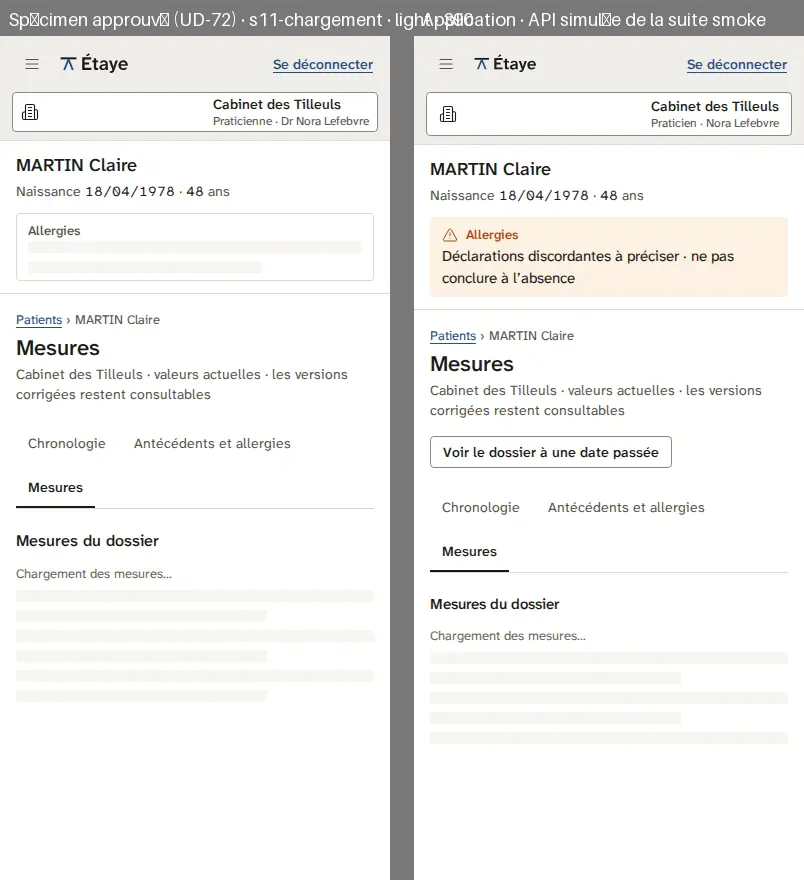 Sp□cimen approuv□ (UD-72) · s11-chargement · light · 390
Application · API simul□e de la suite smoke
Étaye
Se déconnecter
Cabinet des Tilleuls
Praticienne · Dr Nora Lefebvre
MARTIN Claire
Naissance 18/04/1978 · 48 ans
Allergies
Patients › MARTIN Claire
Mesures
Cabinet des Tilleuls · valeurs actuelles · les versions
corrigées restent consultables
Chronologie Antécédents et allergies
Mesures
Mesures du dossier
Chargement des mesures...
Étaye
Se déconnecter
Cabinet des Tilleuls
Praticien · Nora Lefebvre
MARTIN Claire
Naissance 18/04/1978 · 48 ans
Allergies
Déclarations discordantes à préciser · ne pas
conclure à l’absence
Patients › MARTIN Claire
Mesures
Cabinet des Tilleuls · valeurs actuelles · les versions
corrigées restent consultables
Voir le dossier à une date passée
Chronologie Antécédents et allergies
Mesures
Mesures du dossier
Chargement des mesures...